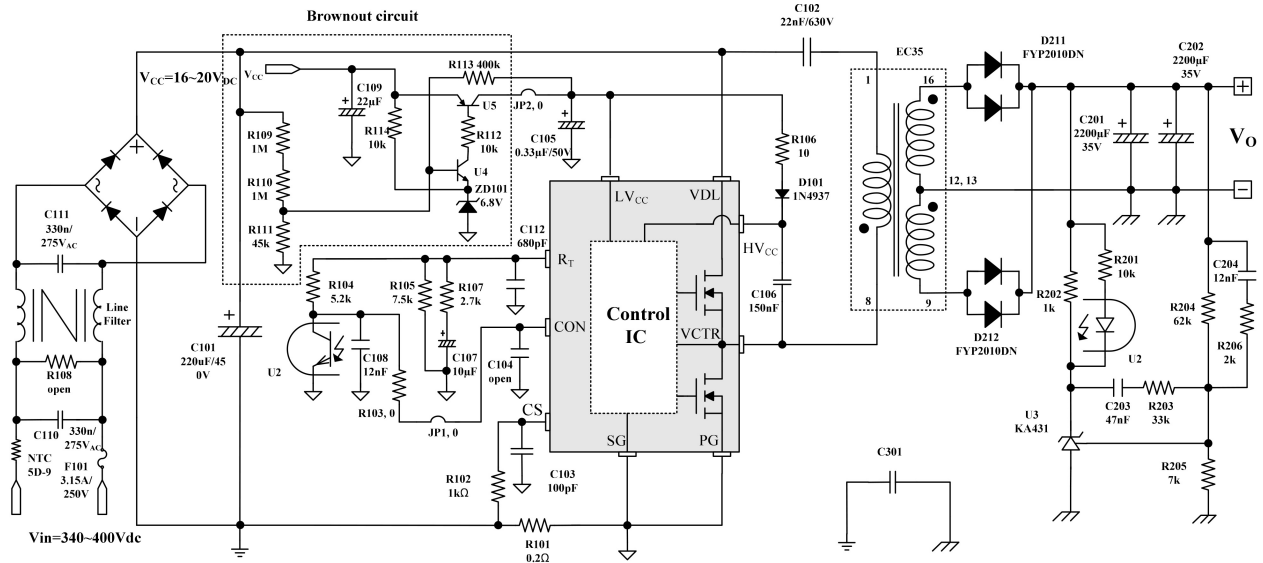 Brownout circuit
C102
22nF/630V
V_CC=16~20V_DC
V_CC
C109
22µF
R113 400k
U5
JP2, 0
R114
10k
R112
10k
U4
ZD101
6.8V
C105
0.33µF/50V
R109
1M
R110
1M
R111
45k
R106
10
D101
1N4937
EC35
1
16
12, 13
8
9
D211
FYP2010DN
C202
2200µF
35V
C201
2200µF
35V
+
V_O
−
C111
330n/
275V_AC
Line
Filter
R108
open
C110
330n/
275V_AC
NTC
5D-9
F101
3.15A/
250V
Vin=340~400Vdc
C101
220uF/45
0V
C112
680pF
R104
5.2k
R105
7.5k
R107
2.7k
U2
C108
12nF
C107
10µF
R103, 0
JP1, 0
C104
open
LV_CC
VDL
HV_CC
R_T
CON
CS
SG
PG
VCTR
Control
IC
C106
150nF
R102
1kΩ
C103
100pF
R101
0.2Ω
D212
FYP2010DN
R201
10k
R202
1k
U2
C204
12nF
R204
62k
R206
2k
C203
47nF
R203
33k
U3
KA431
R205
7k
C301